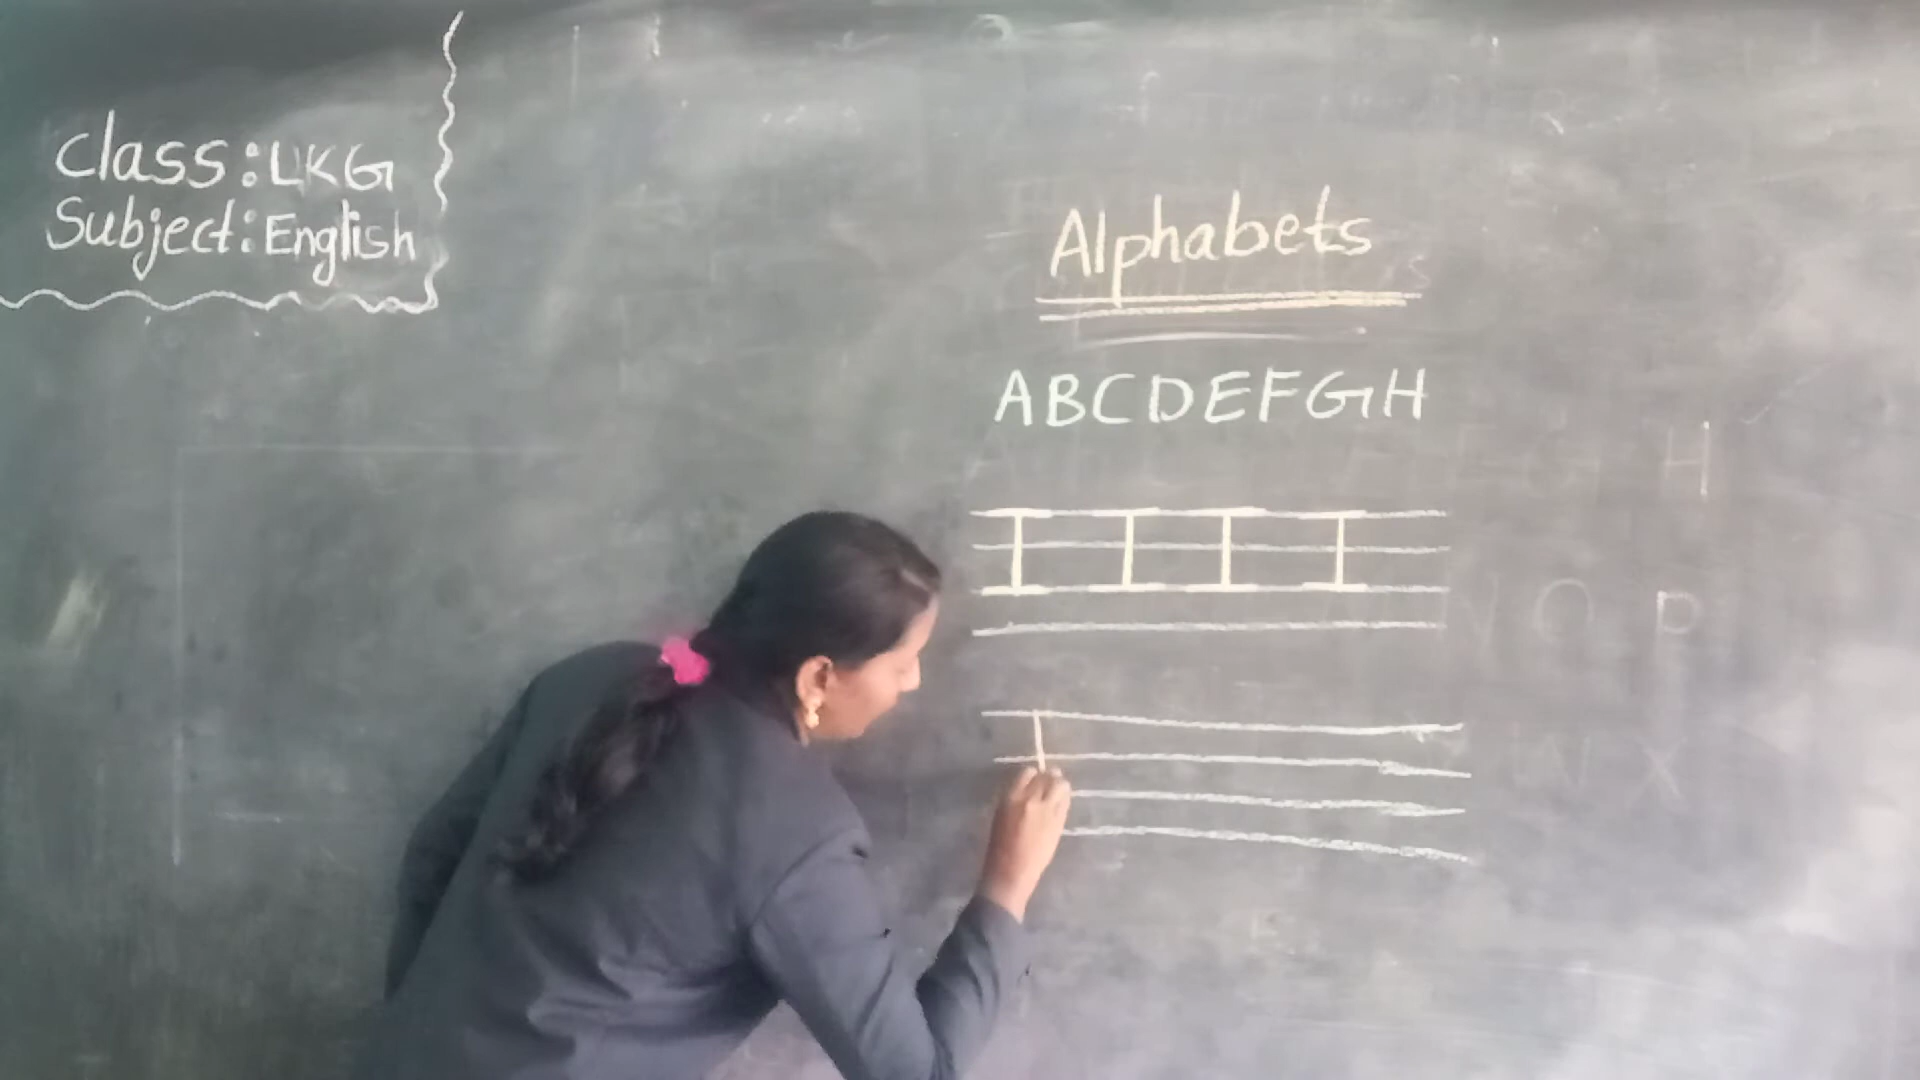 Class: LKG
Subject: English
Alphabets
ABCDEFGH
I I I I
H
O P
X